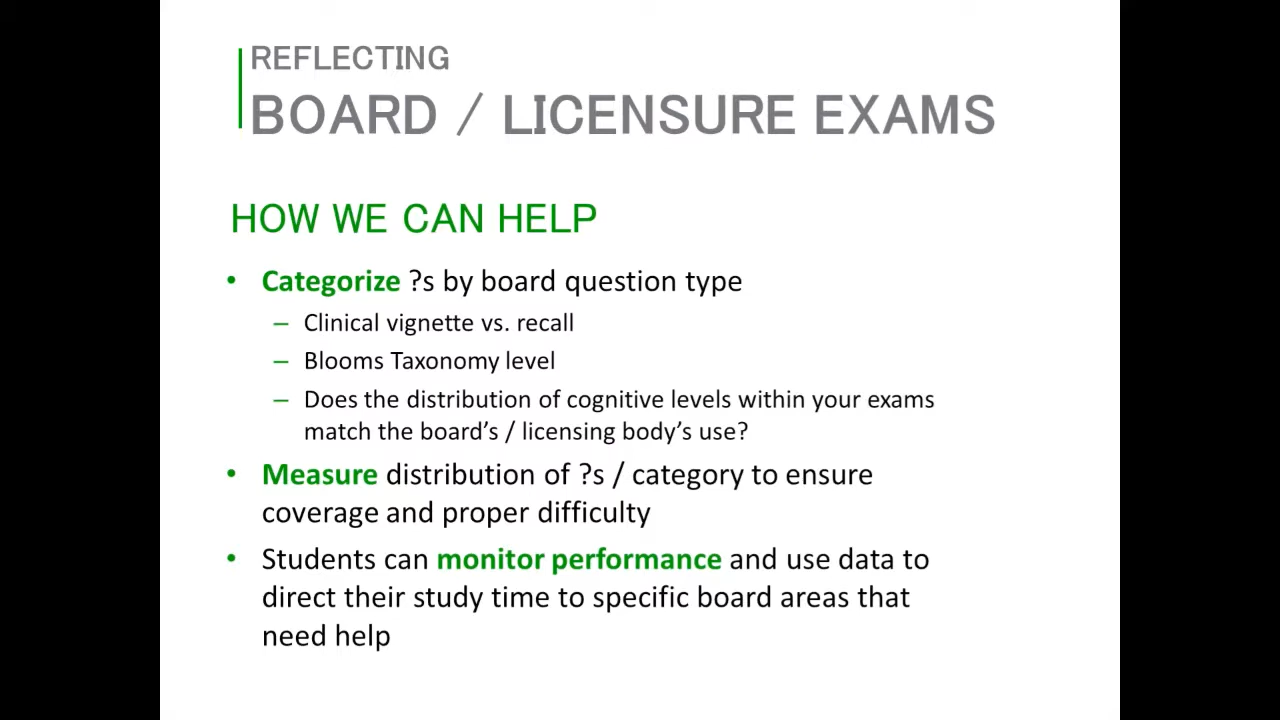 REFLECTING
BOARD / LICENSURE EXAMS
HOW WE CAN HELP
• Categorize ?s by board question type
– Clinical vignette vs. recall
– Blooms Taxonomy level
– Does the distribution of cognitive levels within your exams
match the board's / licensing body's use?
• Measure distribution of ?s / category to ensure
coverage and proper difficulty
• Students can monitor performance and use data to
direct their study time to specific board areas that
need help